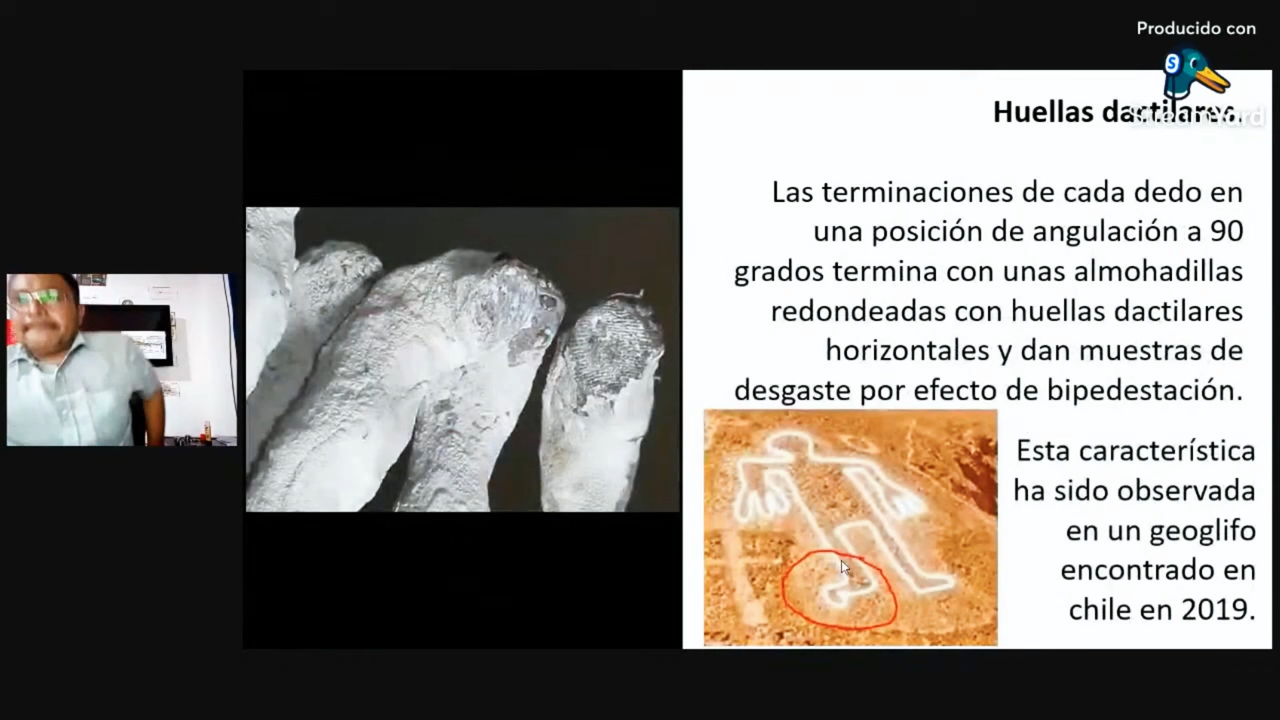 Producido con
StreamYard
Huellas dactilares.
Las terminaciones de cada dedo en
una posición de angulación a 90
grados termina con unas almohadillas
redondeadas con huellas dactilares
horizontales y dan muestras de
desgaste por efecto de bipedestación.
Esta característica
ha sido observada
en un geoglifo
encontrado en
chile en 2019.